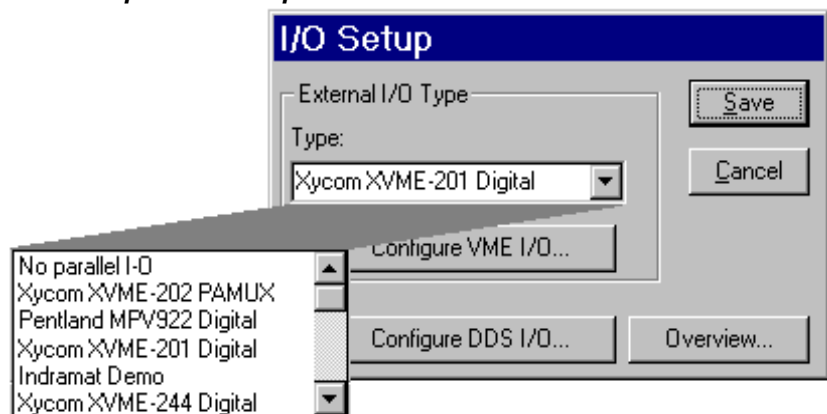 I/O Setup
External I/O Type
Save
Type:
Xycom XVME-201 Digital
Cancel
Configure VME I/O...
No parallel I-O
Xycom XVME-202 PAMUX
Pentland MPV922 Digital
Xycom XVME-201 Digital
Indramat Demo
Xycom XVME-244 Digital
Configure DDS I/O...
Overview...